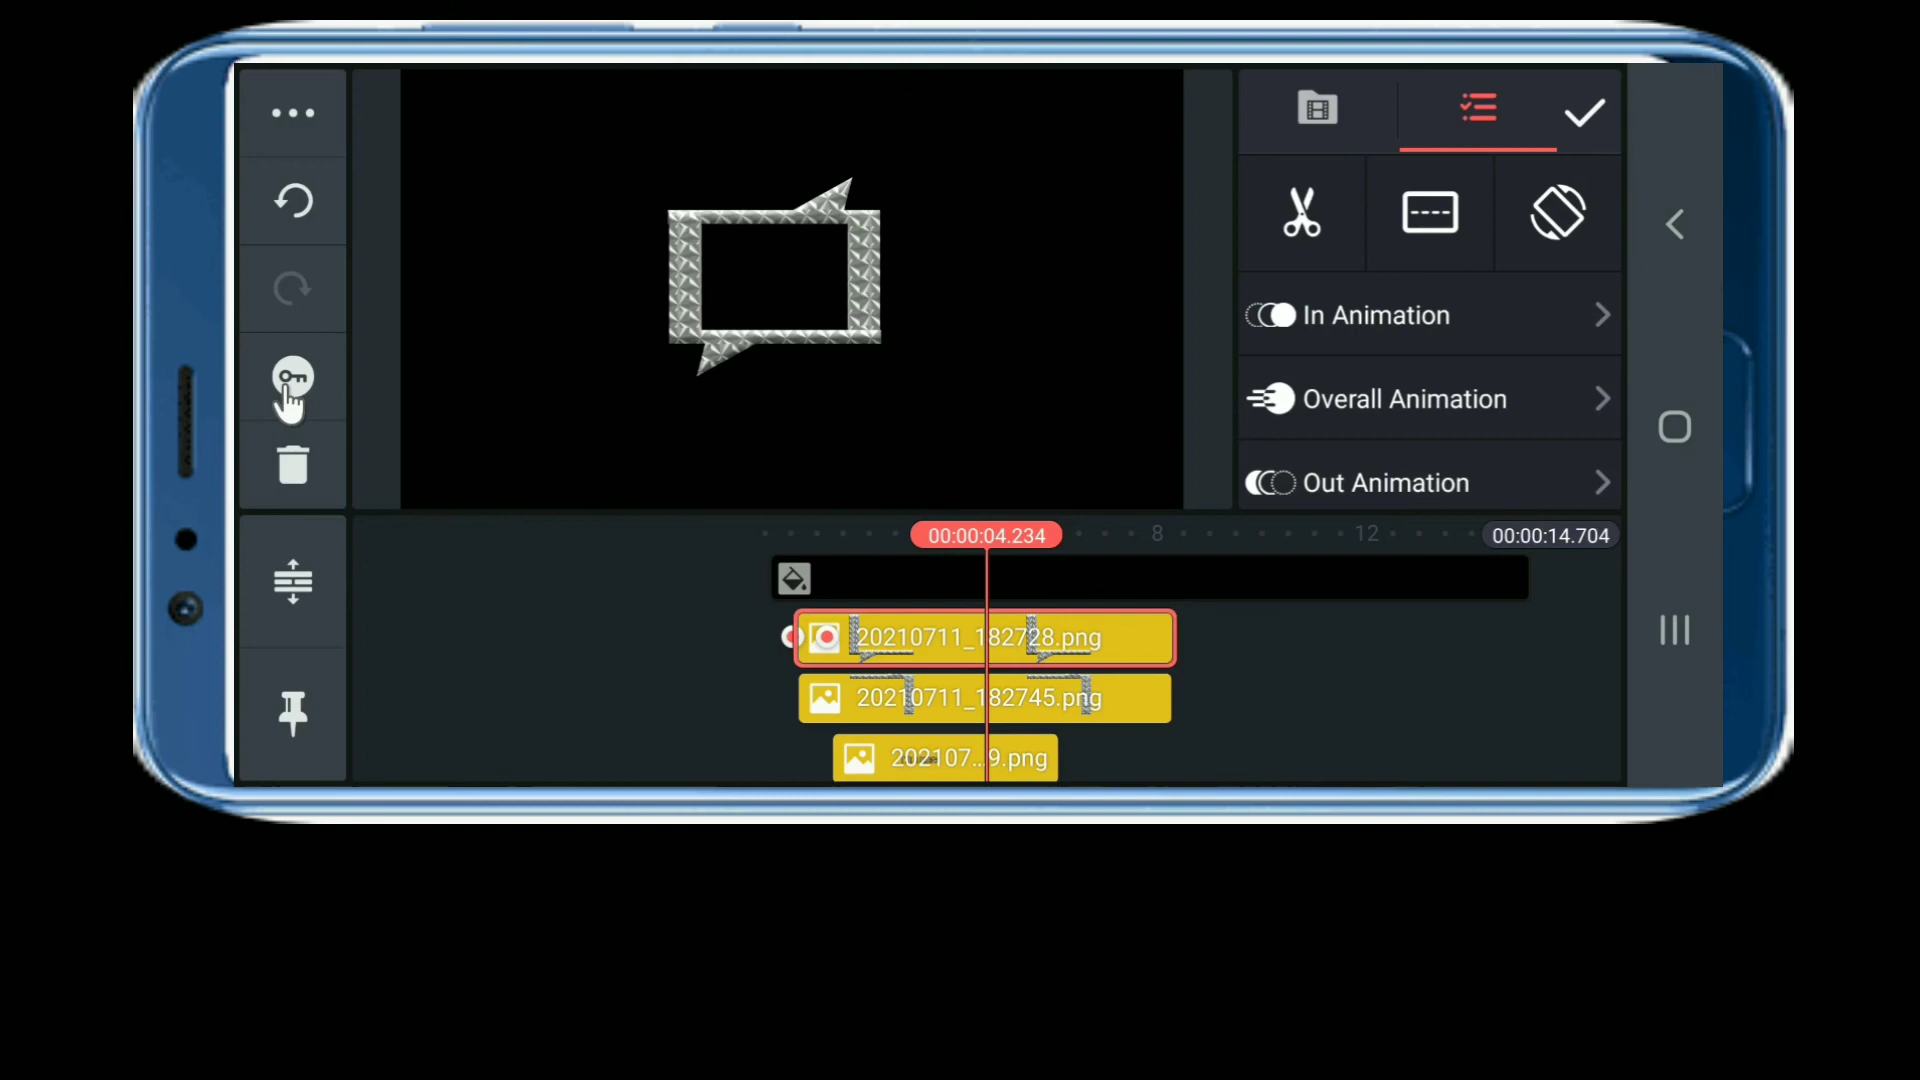 In Animation
Overall Animation
Out Animation
00:00:04.234
8
12
00:00:14.704
20210711_182728.png
20210711_182745.png
202107...9.png